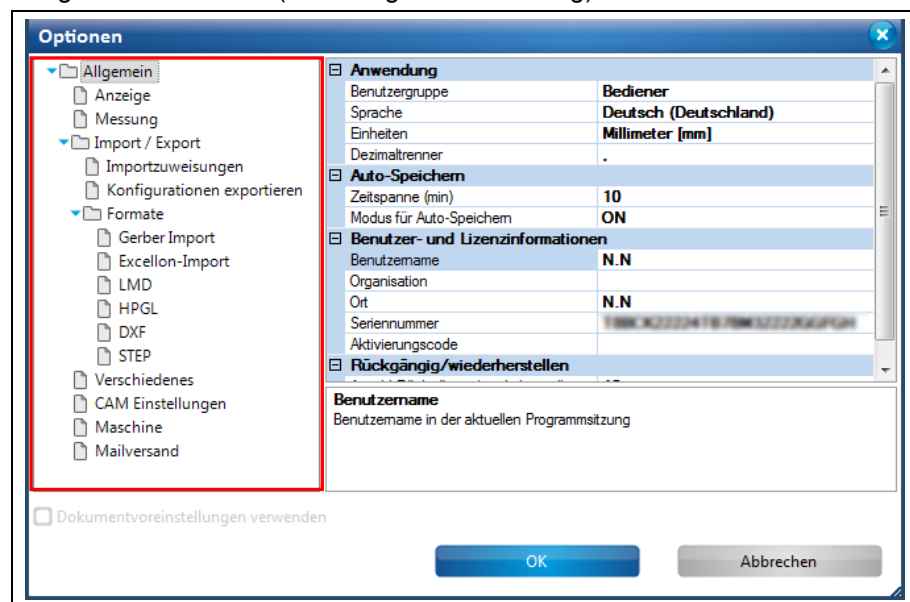 Optionen
Allgemein
Anzeige
Messung
Import / Export
Importzuweisungen
Konfigurationen exportieren
Formate
Gerber Import
Excellon-Import
LMD
HPGL
DXF
STEP
Verschiedenes
CAM Einstellungen
Maschine
Mailversand
Anwendung
Benutzergruppe Bediener
Sprache Deutsch (Deutschland)
Einheiten Millimeter [mm]
Dezimaltrenner .
Auto-Speichern
Zeitspanne (min) 10
Modus für Auto-Speichern ON
Benutzer- und Lizenzinformationen
Benutzername N.N
Organisation
Ort N.N
Seriennummer
Aktivierungscode
Rückgängig/wiederherstellen
Benutzername
Benutzername in der aktuellen Programmsitzung
Dokumentvoreinstellungen verwenden
OK Abbrechen